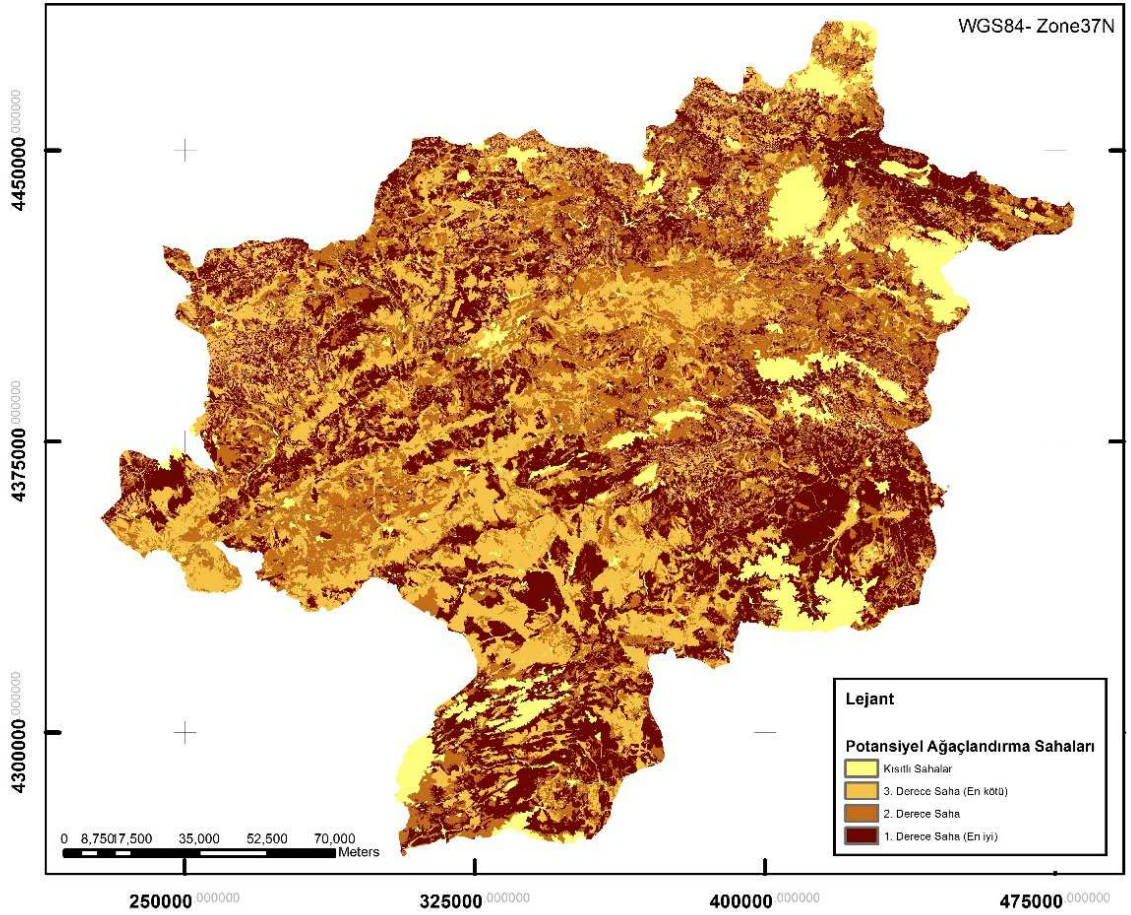 WGS84- Zone37N
4450000.000000
4375000.000000
4300000.000000
Lejant
Potansiyel Ağaçlandırma Sahaları
Kısıtlı Sahalar
3. Derece Saha (En kötü)
2. Derece Saha
1. Derece Saha (En iyi)
0 8,75017,500 35,000 52,500 70,000
Meters
250000.000000 325000.000000 400000.000000 475000.000000